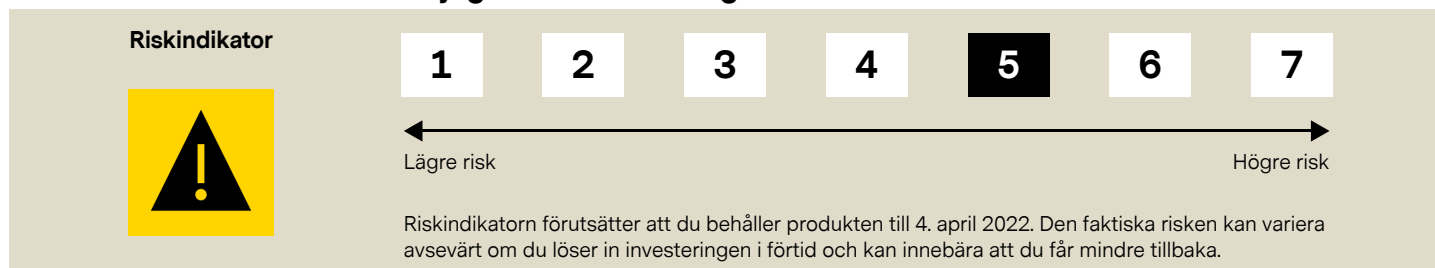 Riskindikator
1 2 3 4 5 6 7
Lägre risk Högre risk
Riskindikatorn förutsätter att du behåller produkten till 4. april 2022. Den faktiska risken kan variera
avsevärt om du löser in investeringen i förtid och kan innebära att du får mindre tillbaka.